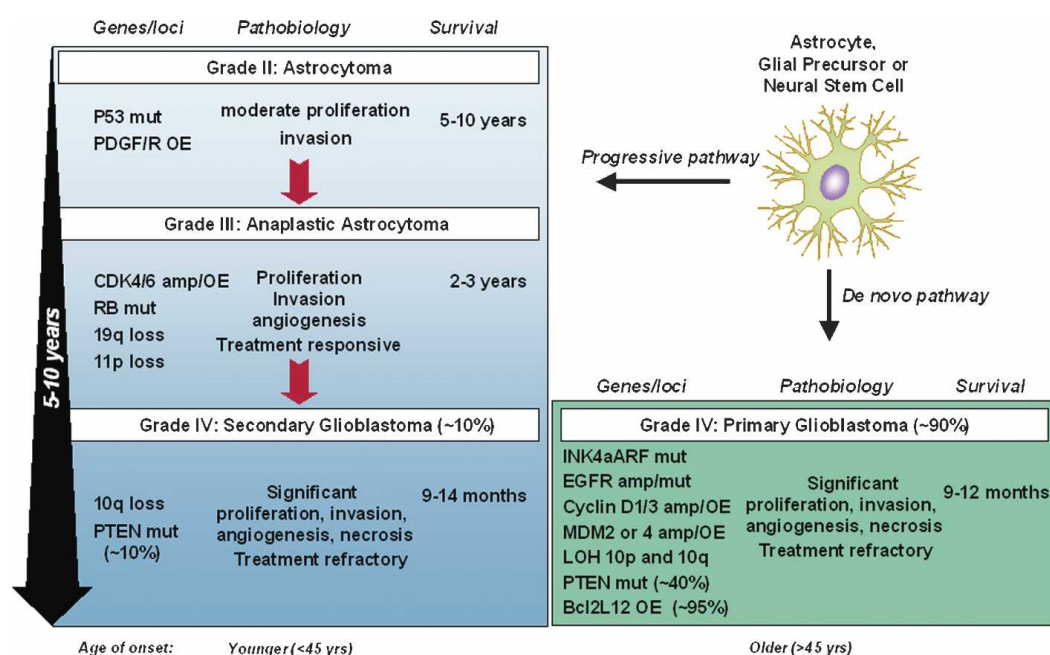 Genes/loci Pathobiology Survival
Grade II: Astrocytoma
P53 mut
PDGF/R OE
moderate proliferation
invasion
5-10 years
Grade III: Anaplastic Astrocytoma
CDK4/6 amp/OE
RB mut
19q loss
11p loss
Proliferation
Invasion
angiogenesis
Treatment responsive
2-3 years
Grade IV: Secondary Glioblastoma (~10%)
10q loss
PTEN mut
(~10%)
Significant
proliferation, invasion,
angiogenesis, necrosis
Treatment refractory
9-14 months
5-10 years
Astrocyte,
Glial Precursor or
Neural Stem Cell
Progressive pathway
De novo pathway
Genes/loci Pathobiology Survival
Grade IV: Primary Glioblastoma (~90%)
INK4aARF mut
EGFR amp/mut
Cyclin D1/3 amp/OE
MDM2 or 4 amp/OE
LOH 10p and 10q
PTEN mut (~40%)
Bcl2L12 OE (~95%)
Significant
proliferation, invasion,
angiogenesis, necrosis
Treatment refractory
9-12 months
Age of onset: Younger (<45 yrs) Older (>45 yrs)